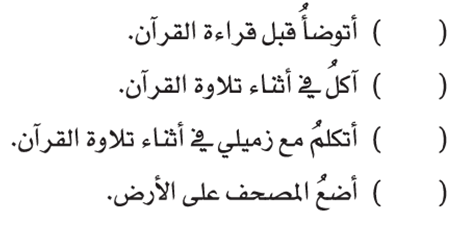 ( ) أتوضأُ قبل قراءة القرآن.
( ) آكلُ في أثناء تلاوة القرآن.
( ) أتكلمُ مع زميلي في أثناء تلاوة القرآن.
( ) أضعُ المصحف على الأرض.